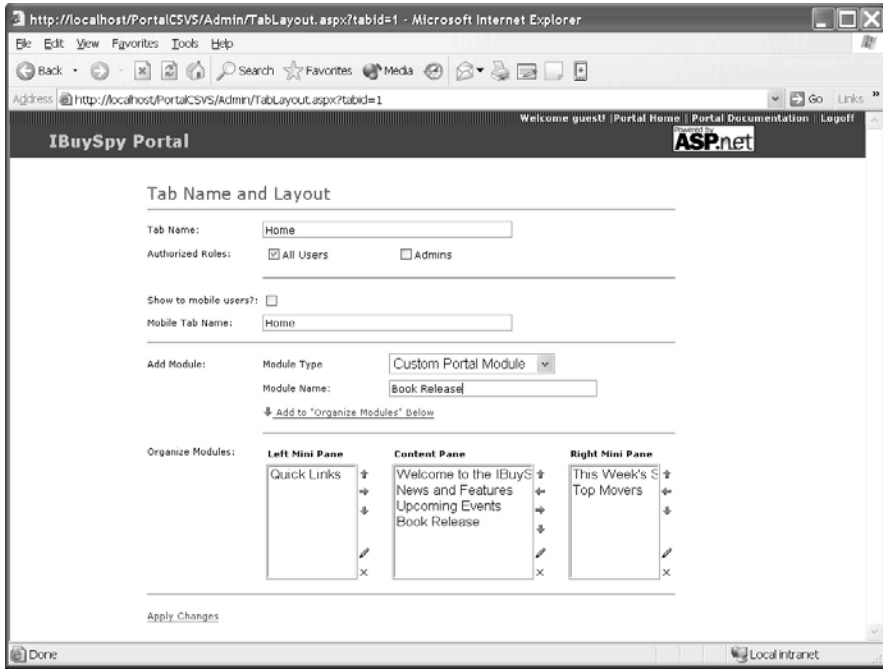 http://localhost/PortalCSVS/Admin/TabLayout.aspx?tabid=1 - Microsoft Internet Explorer
File Edit View Favorites Tools Help
Back Search Favorites Media
Address http://localhost/PortalCSVS/Admin/TabLayout.aspx?tabid=1 Go Links »
Welcome guest! | Portal Home | Portal Documentation | Logoff
IBuySpy Portal
Powered by
ASP.net
Tab Name and Layout
Tab Name: Home
Authorized Roles: All Users Admins
Show to mobile users?:
Mobile Tab Name: Home
Add Module: Module Type Custom Portal Module
Module Name: Book Release
Add to "Organize Modules" Below
Organize Modules: Left Mini Pane Content Pane Right Mini Pane
Quick Links Welcome to the IBuyS This Week's S
News and Features Top Movers
Upcoming Events
Book Release
Apply Changes
Done Local intranet